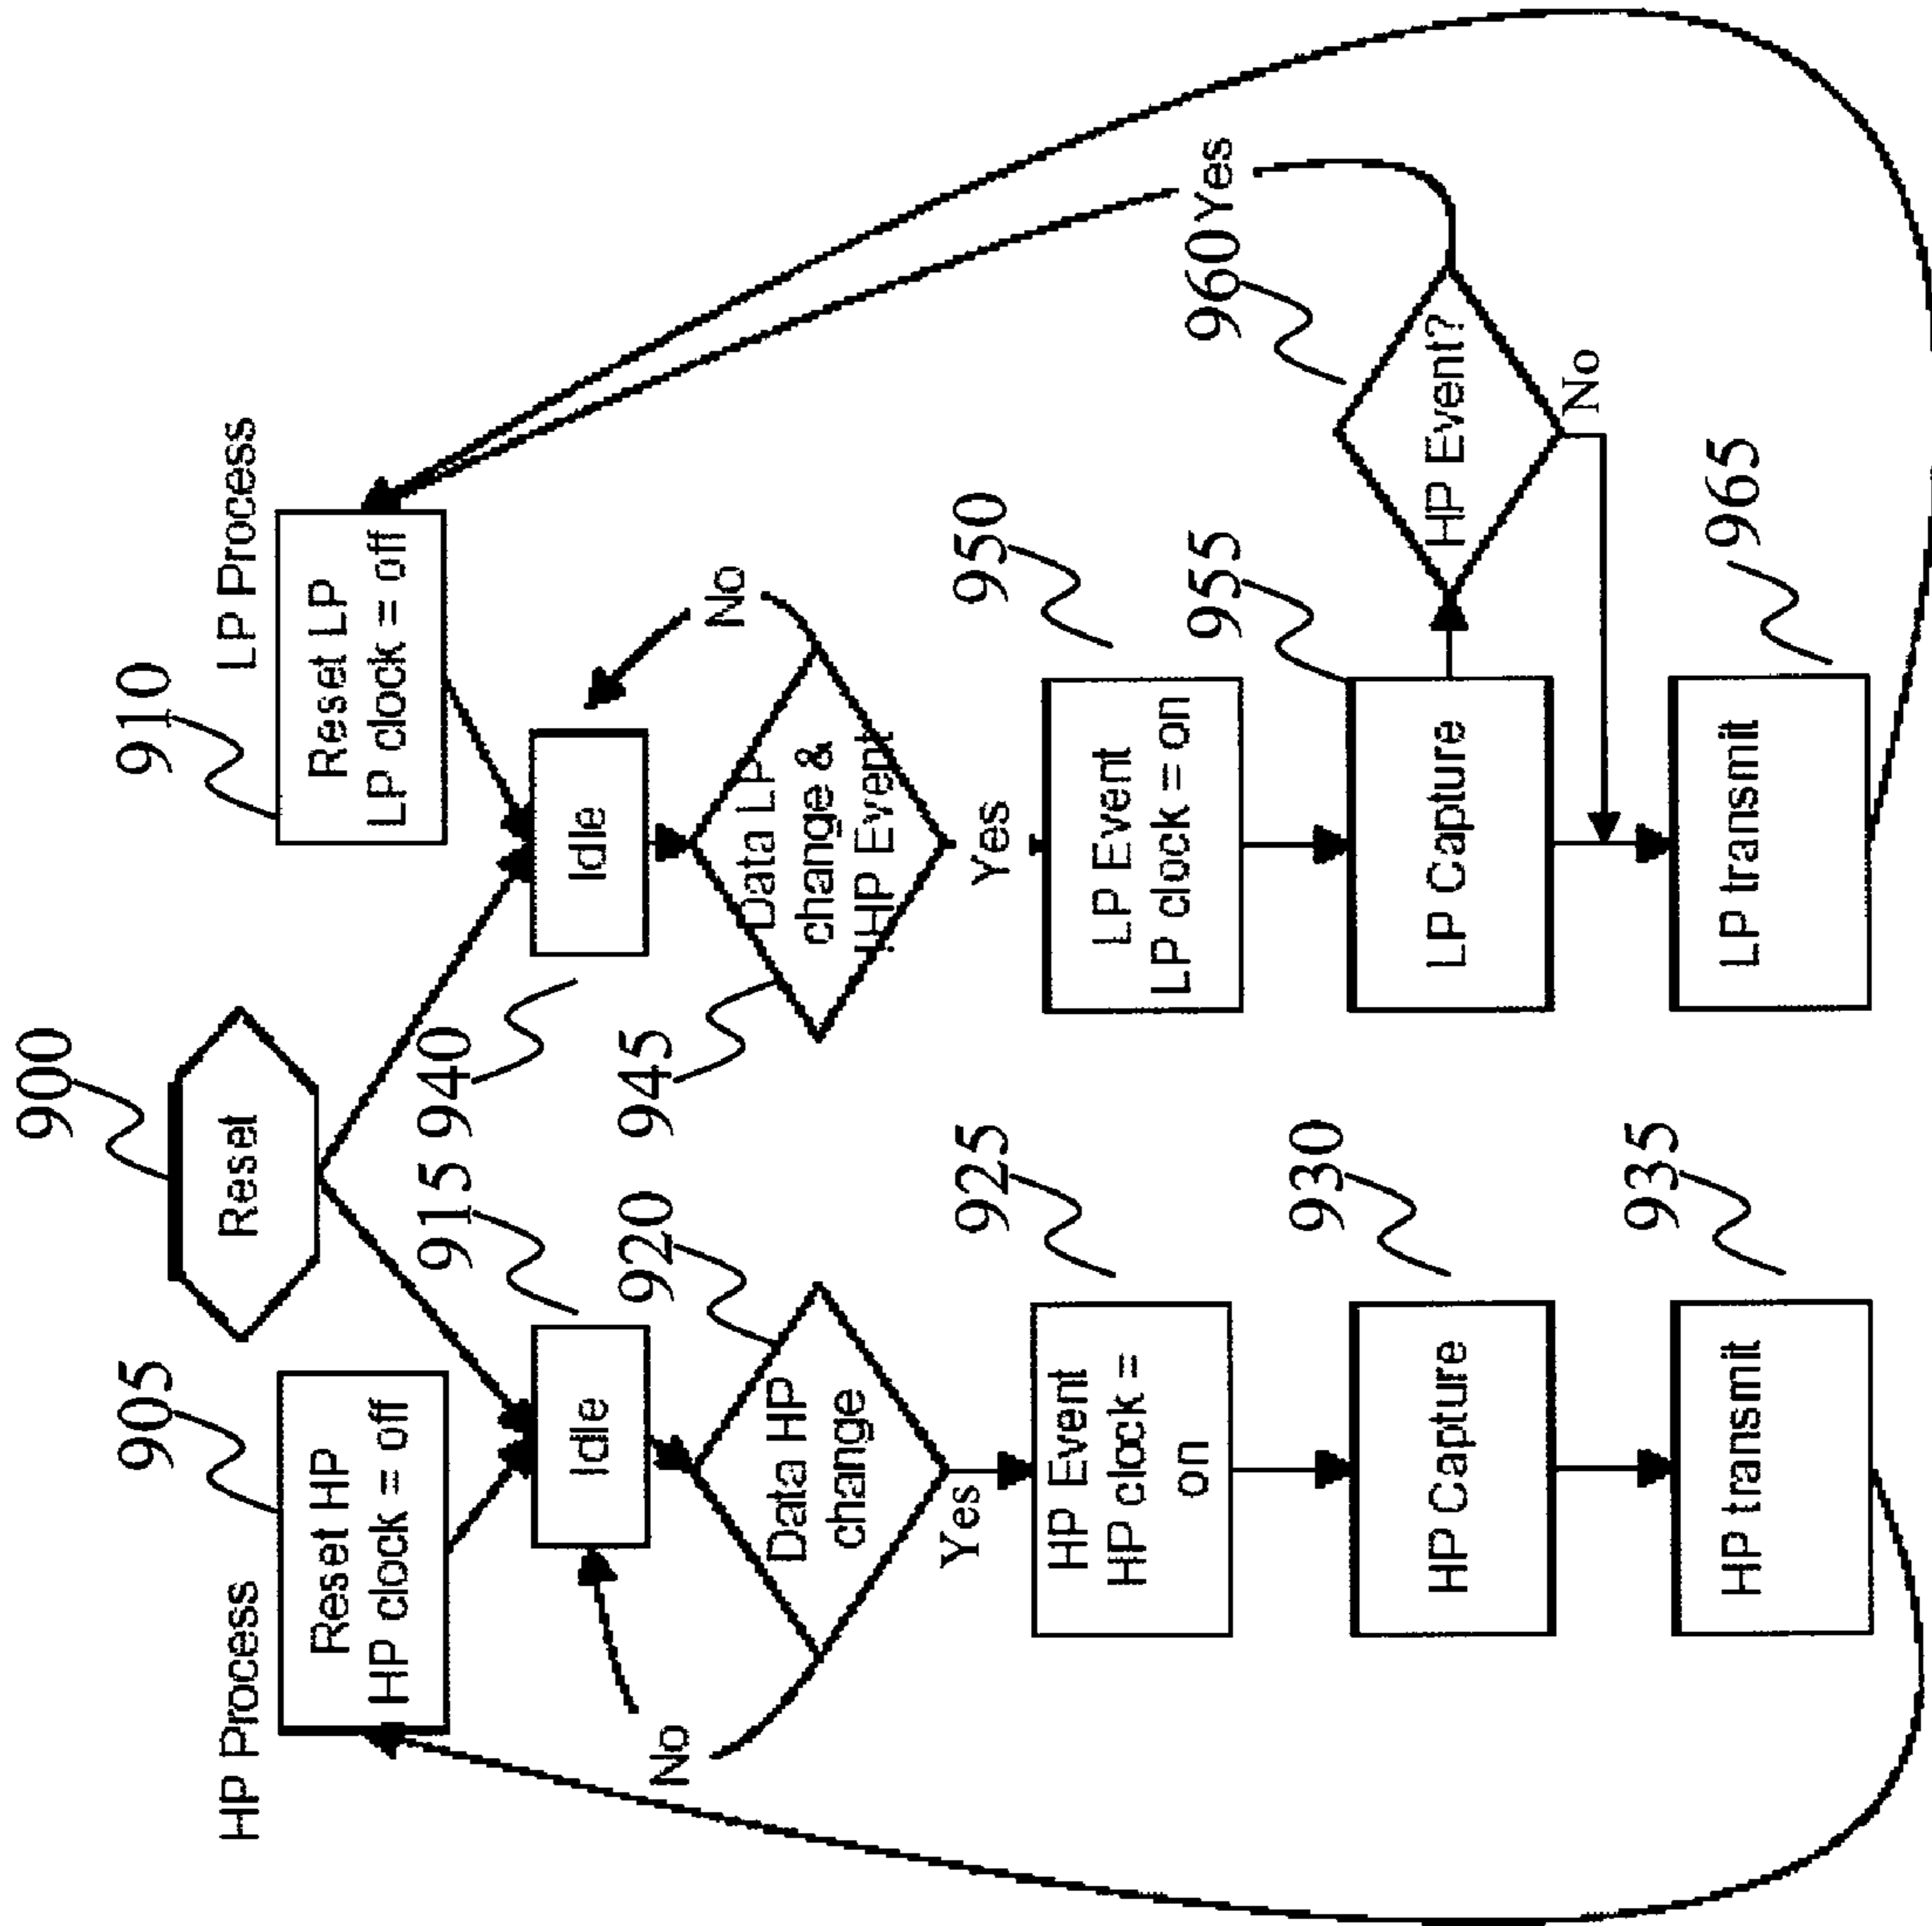 900
Reset
HP Process
905
Reset HP
HP clock = off
LP Process
910
Reset LP
LP clock = off
915
Idle
920
Data HP
change
No
Yes
925
HP Event
HP clock =
on
930
HP Capture
935
HP transmit
940
Idle
945
Data LP
change &
!HP Event
No
Yes
950
LP Event
LP clock = on
955
LP Capture
960
HP Event?
Yes
No
965
LP transmit